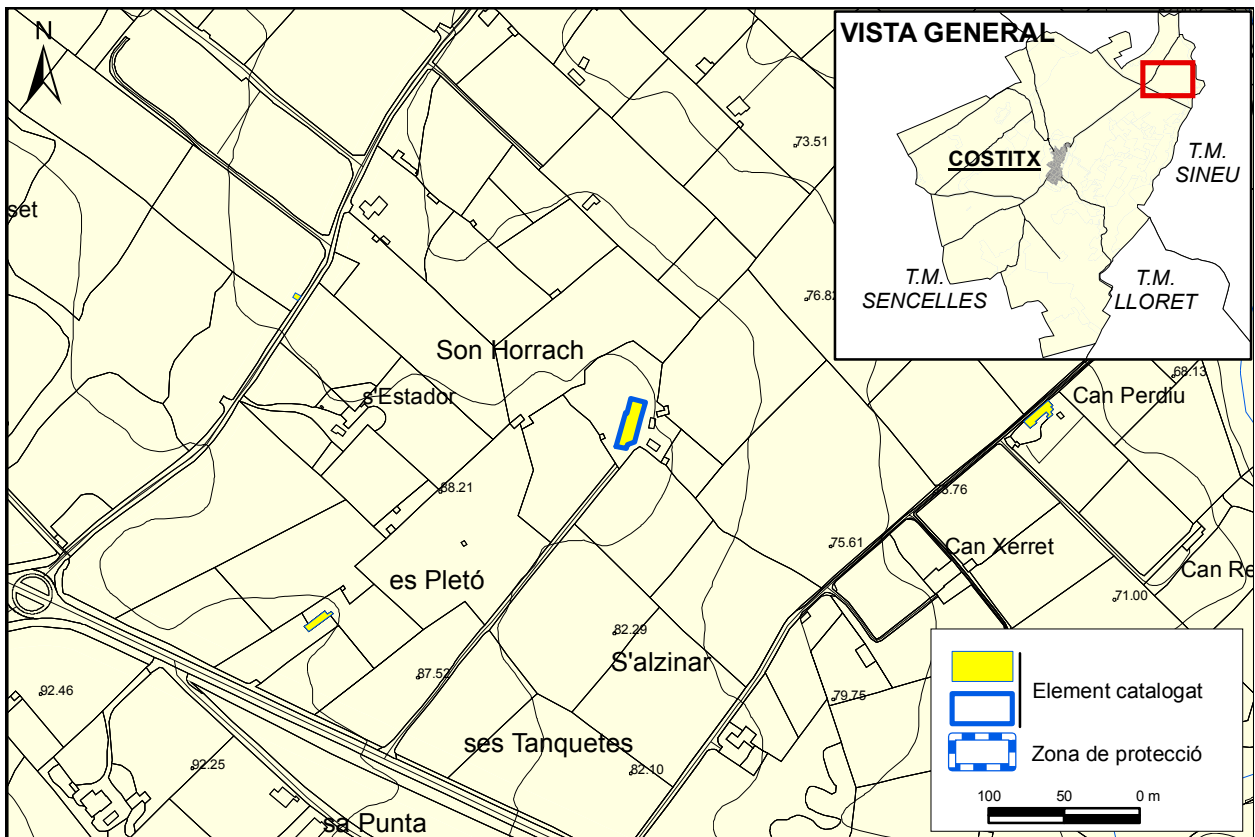 N
VISTA GENERAL
COSTITX
T.M.
SINEU
T.M.
SENCELLES
T.M.
LLORET
73.51
set
76.82
Son Horrach
68.13
s'Estador
Can Perdiu
88.21
75.61
Can Xerret
Can Re
es Pletó
71.00
82.29
S'alzinar
87.52
92.46
79.75
Element catalogat
ses Tanquetes
Zona de protecció
92.25
82.10
100 50 0 m
sa Punta